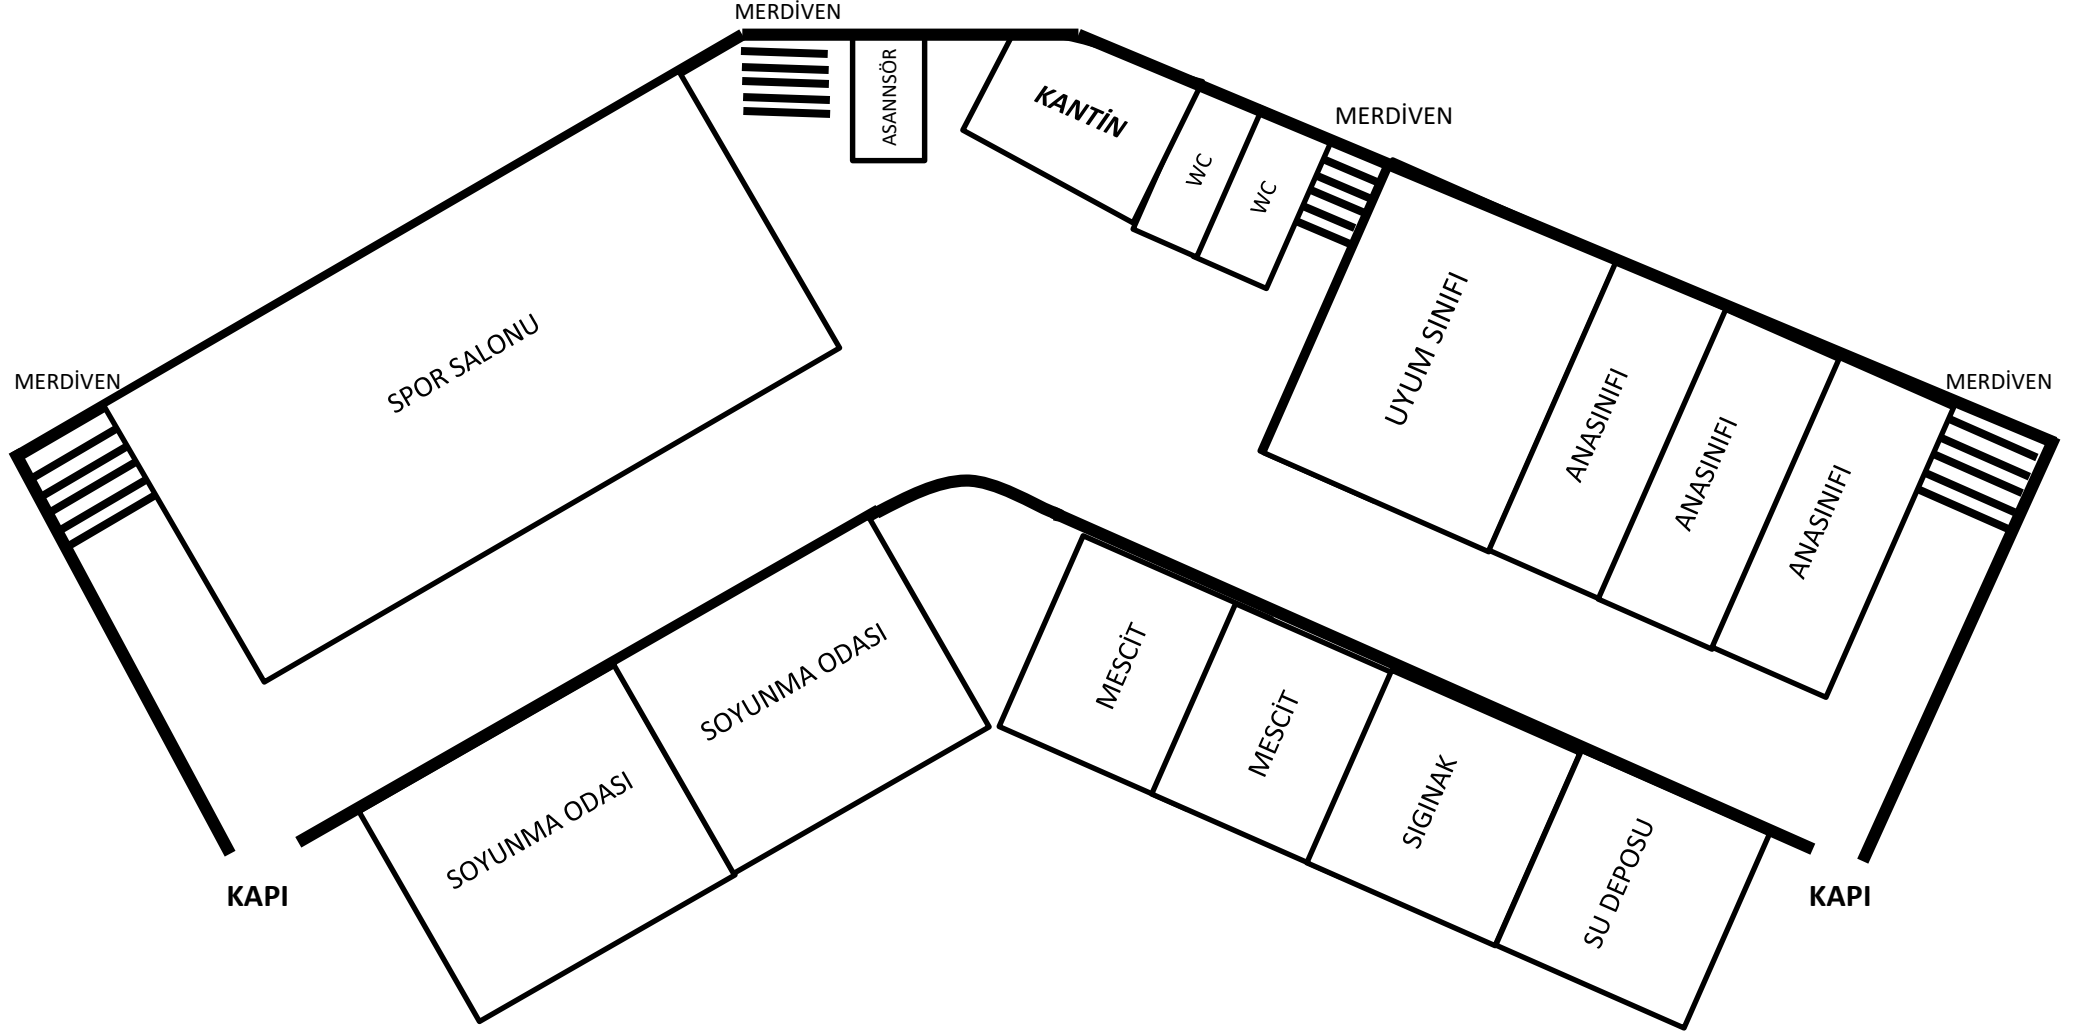 MERDİVEN
ASANNSÖR
KANTİN
WC
WC
MERDİVEN
SPOR SALONU
MERDİVEN
UYUM SINIFI
ANASINIFI
ANASINIFI
ANASINIFI
MERDİVEN
SOYUNMA ODASI
SOYUNMA ODASI
MESCİT
MESCİT
SIGINAK
SU DEPOSU
KAPI
KAPI